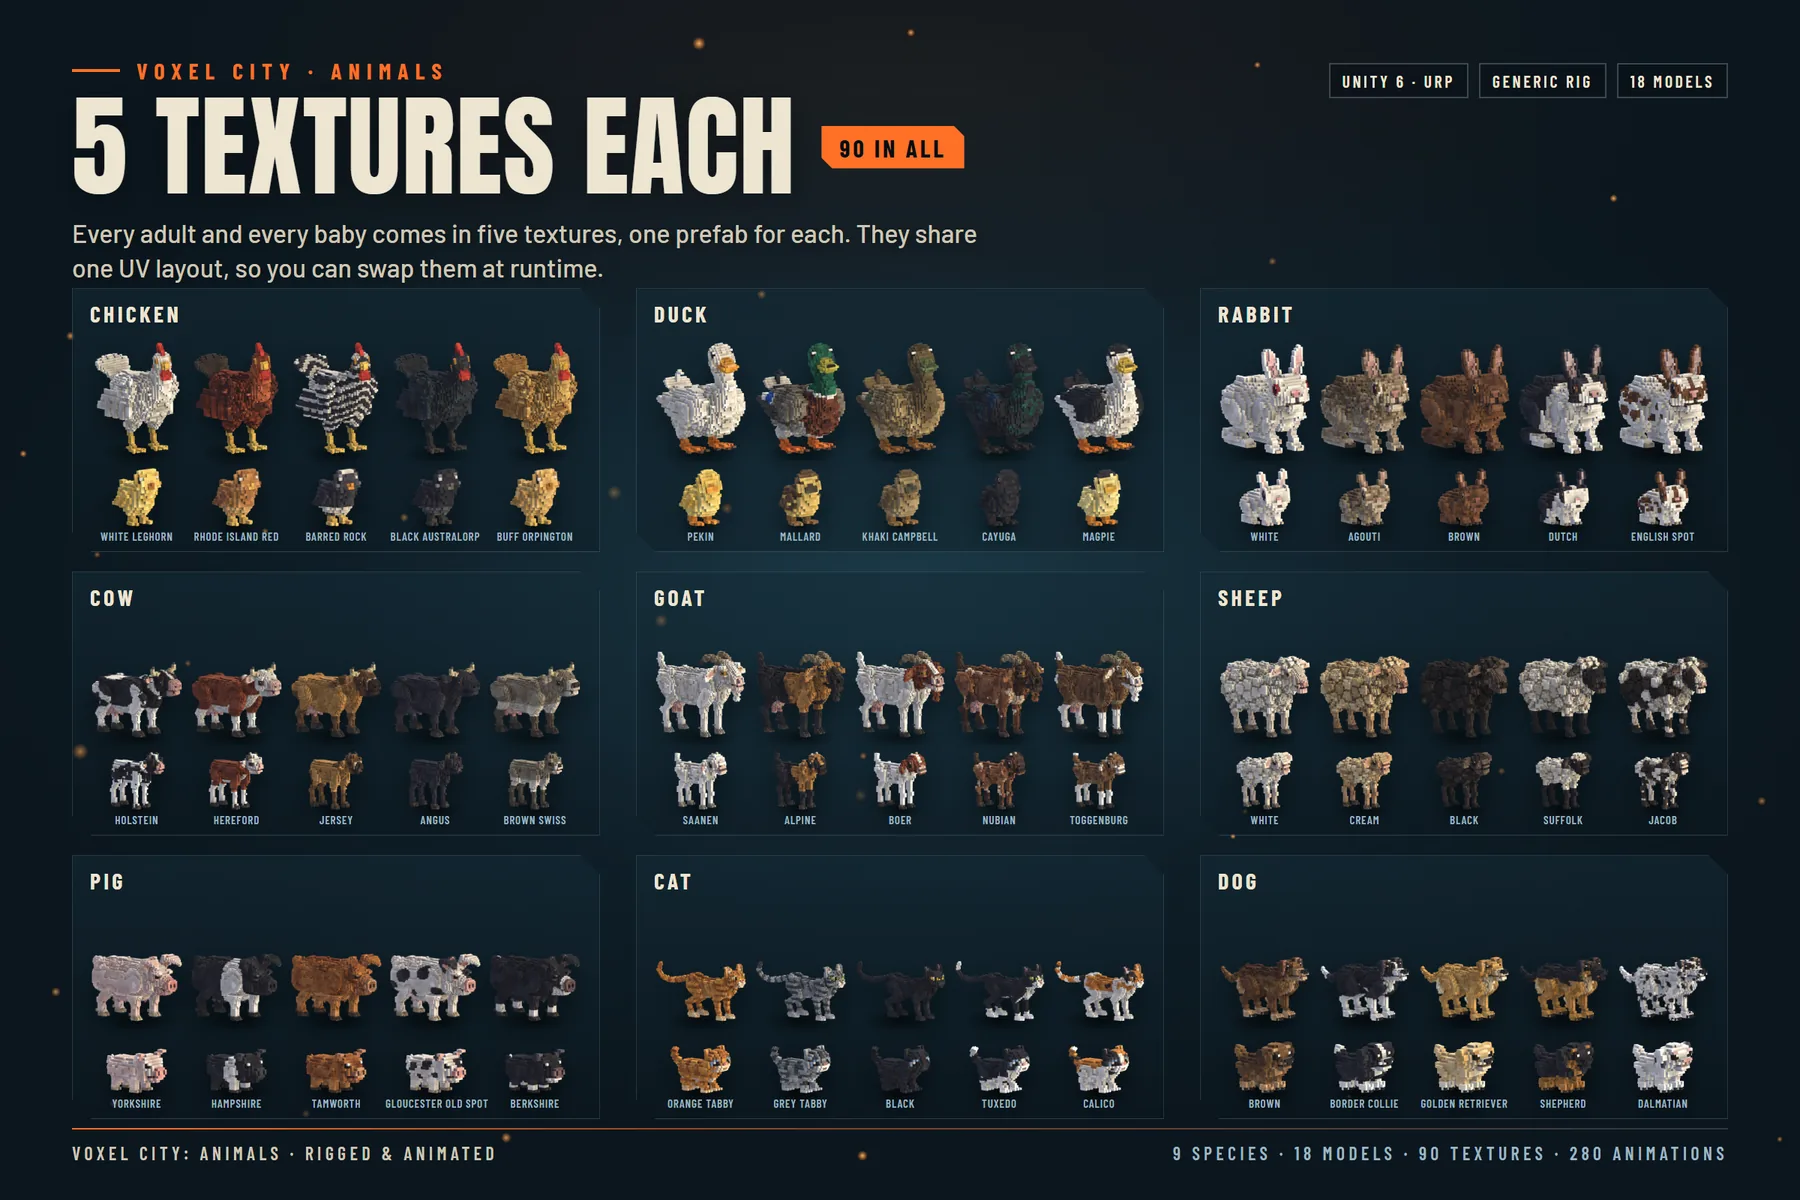 VOXEL CITY · ANIMALS
UNITY 6 · URP
GENERIC RIG
18 MODELS
5 TEXTURES EACH
90 IN ALL
Every adult and every baby comes in five textures, one prefab for each. They share
one UV layout, so you can swap them at runtime.
CHICKEN
WHITE LEGHORN
RHODE ISLAND RED
BARRED ROCK
BLACK AUSTRALORP
BUFF ORPINGTON
DUCK
PEKIN
MALLARD
KHAKI CAMPBELL
CAYUGA
MAGPIE
RABBIT
WHITE
AGOUTI
BROWN
DUTCH
ENGLISH SPOT
COW
HOLSTEIN
HEREFORD
JERSEY
ANGUS
BROWN SWISS
GOAT
SAANEN
ALPINE
BOER
NUBIAN
TOGGENBURG
SHEEP
WHITE
CREAM
BLACK
SUFFOLK
JACOB
PIG
YORKSHIRE
HAMPSHIRE
TAMWORTH
GLOUCESTER OLD SPOT
BERKSHIRE
CAT
ORANGE TABBY
GREY TABBY
BLACK
TUXEDO
CALICO
DOG
BROWN
BORDER COLLIE
GOLDEN RETRIEVER
SHEPHERD
DALMATIAN
VOXEL CITY: ANIMALS · RIGGED & ANIMATED
9 SPECIES · 18 MODELS · 90 TEXTURES · 280 ANIMATIONS